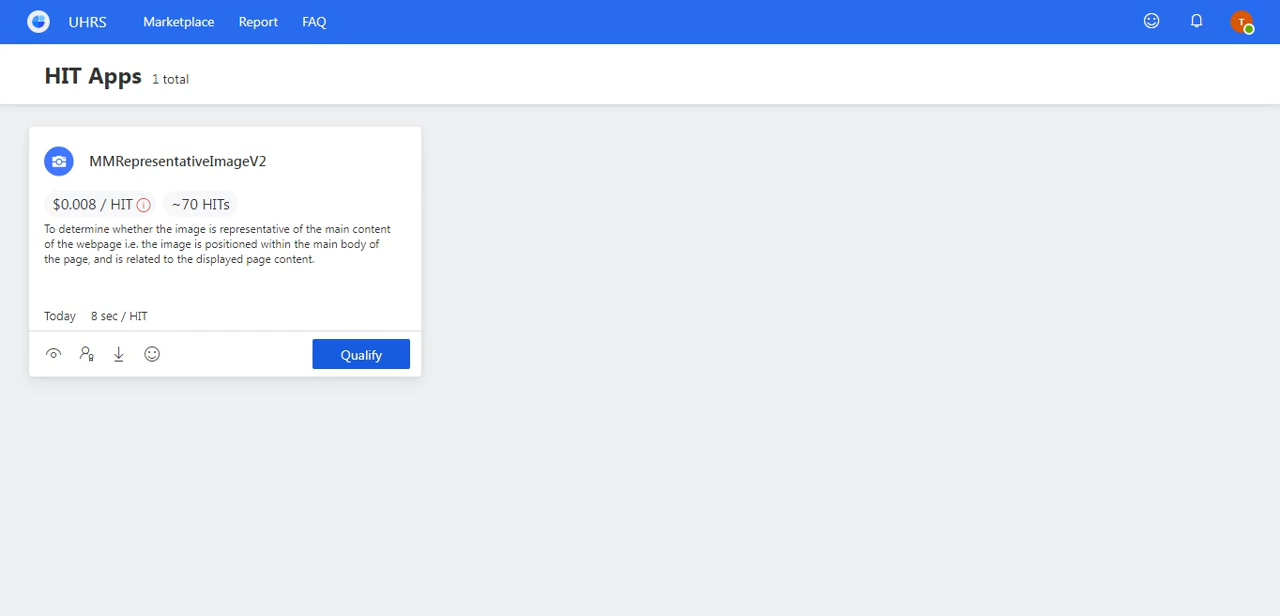 UHRS Marketplace Report FAQ T
HIT Apps 1 total
MMRepresentativeImageV2
$0.008 / HIT ~70 HITs
To determine whether the image is representative of the main content
of the webpage i.e. the image is positioned within the main body of
the page, and is related to the displayed page content.
Today 8 sec / HIT
Qualify